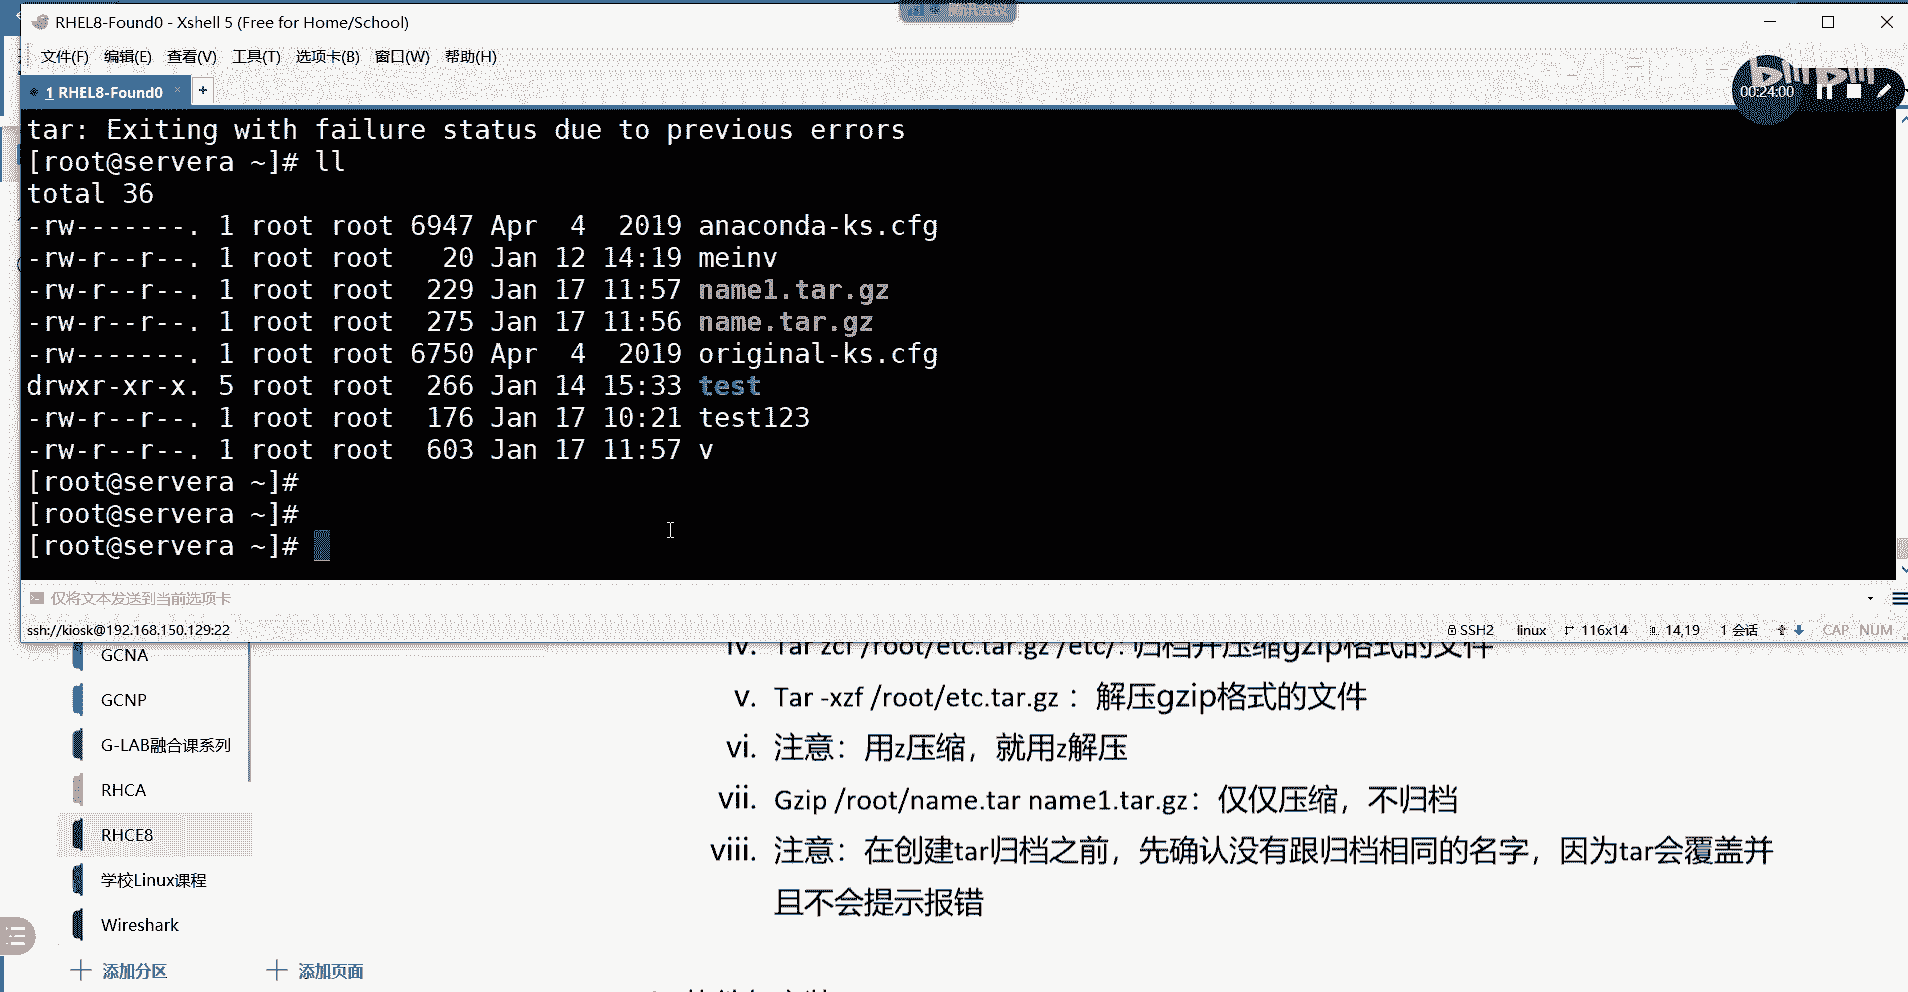 RHEL8-Found0 - Xshell 5 (Free for Home/School)
文件(F) 编辑(E) 查看(V) 工具(T) 选项卡(B) 窗口(W) 帮助(H)
1 RHEL8-Found0 × +
bilibili
00:24:00
tar: Exiting with failure status due to previous errors
[root@servera ~]# ll
total 36
-rw-------. 1 root root 6947 Apr  4  2019 anaconda-ks.cfg
-rw-r--r--. 1 root root   20 Jan 12 14:19 meinv
-rw-r--r--. 1 root root  229 Jan 17 11:57 name1.tar.gz
-rw-r--r--. 1 root root  275 Jan 17 11:56 name.tar.gz
-rw-------. 1 root root 6750 Apr  4  2019 original-ks.cfg
drwxr-xr-x. 5 root root  266 Jan 14 15:33 test
-rw-r--r--. 1 root root  176 Jan 17 10:21 test123
-rw-r--r--. 1 root root  603 Jan 17 11:57 v
[root@servera ~]#
[root@servera ~]#
[root@servera ~]#
仅将文本发送到当前选项卡
ssh://kiosk@192.168.150.129:22 SSH2 linux 116x14 14,19 1 会话 CAP NUM
GCNA
GCNP
G-LAB融合课系列
RHCA
RHCE8
学校Linux课程
Wireshark
添加分区 添加页面
iv. Tar zcf /root/etc.tar.gz /etc/: 归档并压缩gzip格式的文件
v. Tar -xzf /root/etc.tar.gz ：解压gzip格式的文件
vi. 注意：用z压缩，就用z解压
vii. Gzip /root/name.tar name1.tar.gz：仅仅压缩，不归档
viii. 注意：在创建tar归档之前，先确认没有跟归档相同的名字，因为tar会覆盖并
且不会提示报错